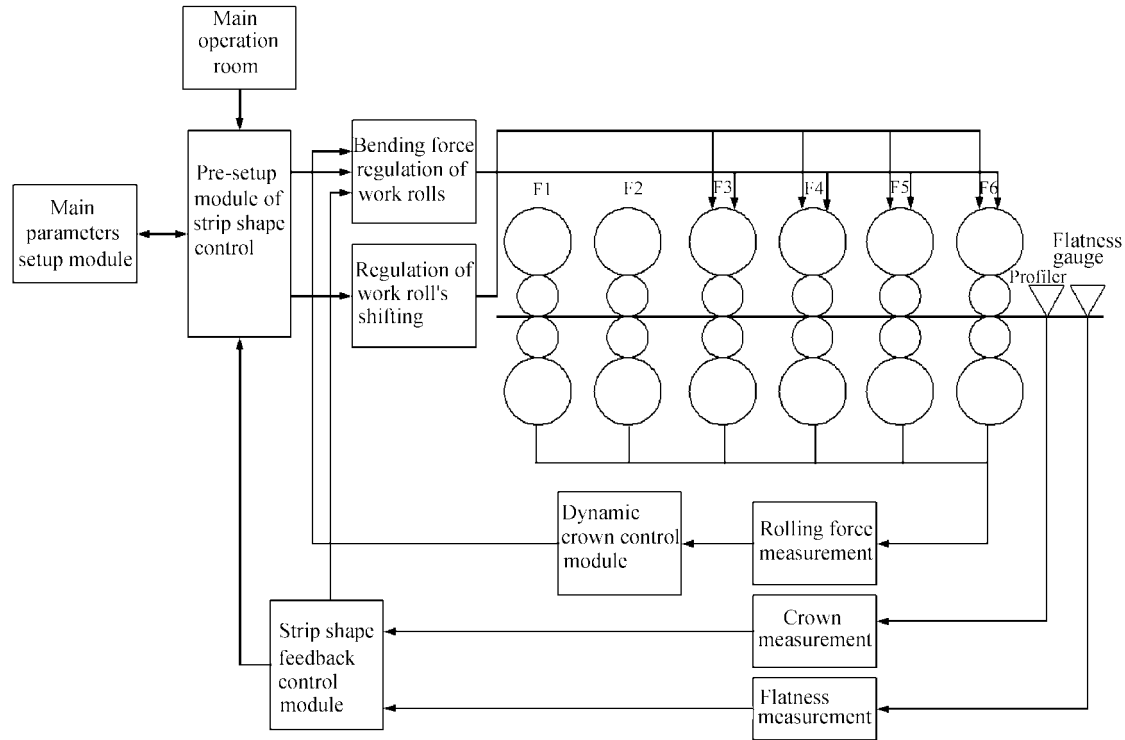 Main
operation
room
Pre-setup
module of
strip shape
control
Main
parameters
setup module
Bending force
regulation of
work rolls
Regulation of
work roll's
shifting
F1
F2
F3
F4
F5
F6
Flatness
gauge
Profiler
Dynamic
crown control
module
Rolling force
measurement
Strip shape
feedback
control
module
Crown
measurement
Flatness
measurement